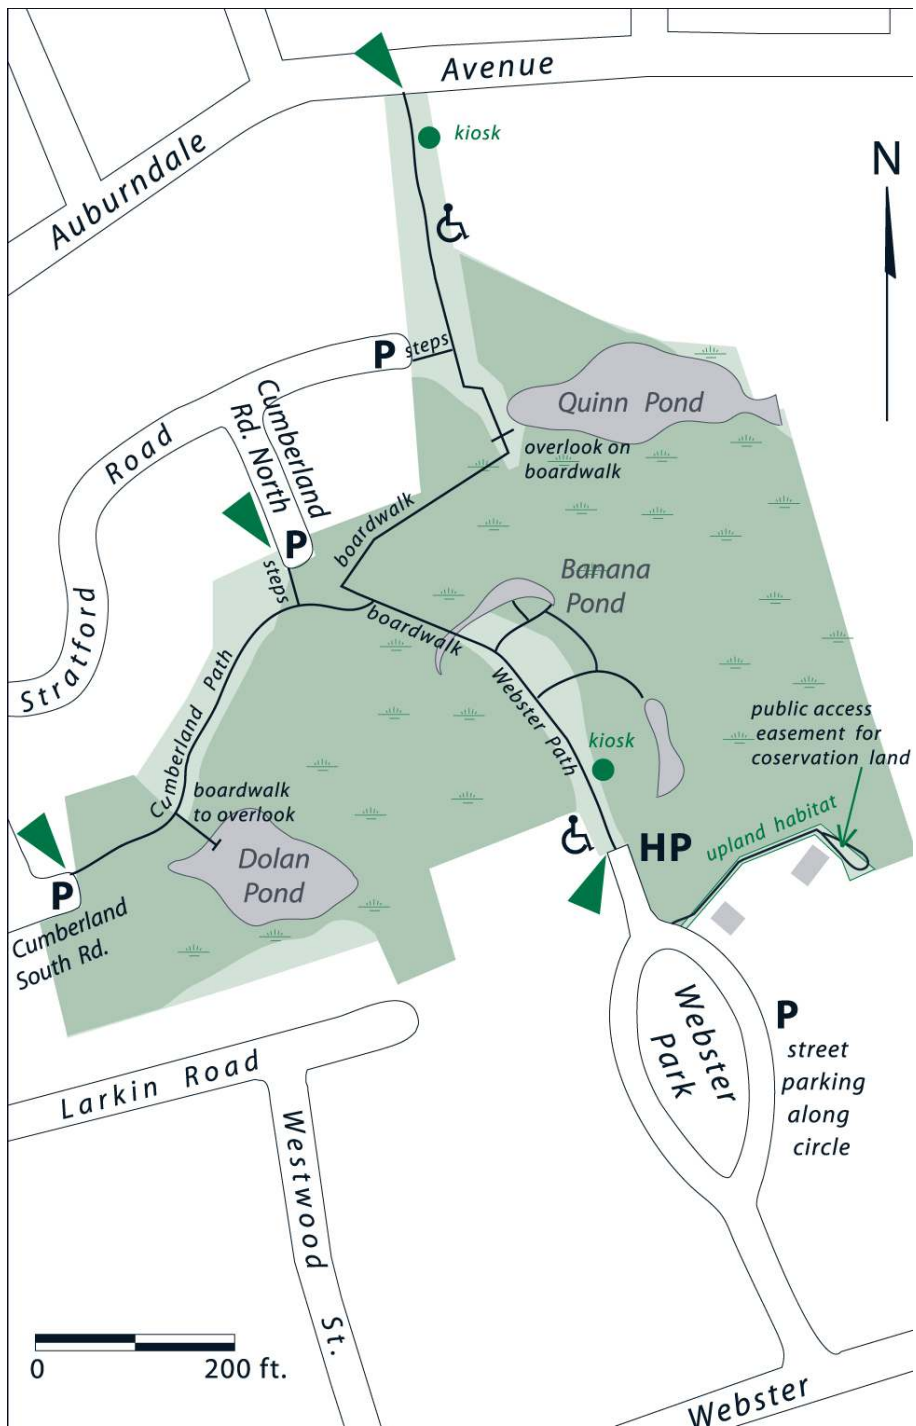 Avenue
Auburndale
kiosk
N
P
steps
Quinn Pond
Cumberland
Rd. North
Road
overlook on
boardwalk
boardwalk
P
steps
Banana
Pond
boardwalk
Stratford
Cumberland Path
Webster Path
public access
easement for
coservation land
kiosk
boardwalk
to overlook
upland habitat
HP
Dolan
Pond
P
Cumberland
South Rd.
Webster
Park
P
street
parking
along
circle
Larkin Road
Westwood St.
0 200 ft.
Webster